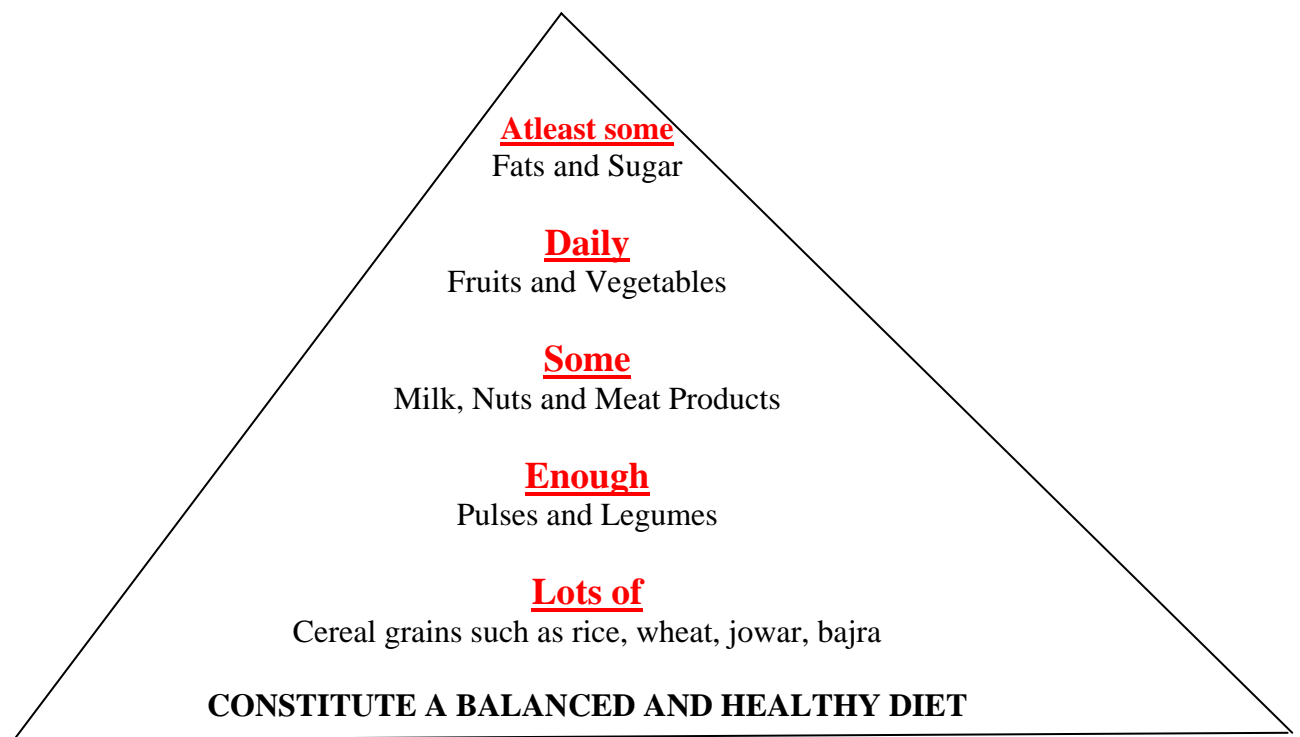 Atleast some
Fats and Sugar
Daily
Fruits and Vegetables
Some
Milk, Nuts and Meat Products
Enough
Pulses and Legumes
Lots of
Cereal grains such as rice, wheat, jowar, bajra
CONSTITUTE A BALANCED AND HEALTHY DIET